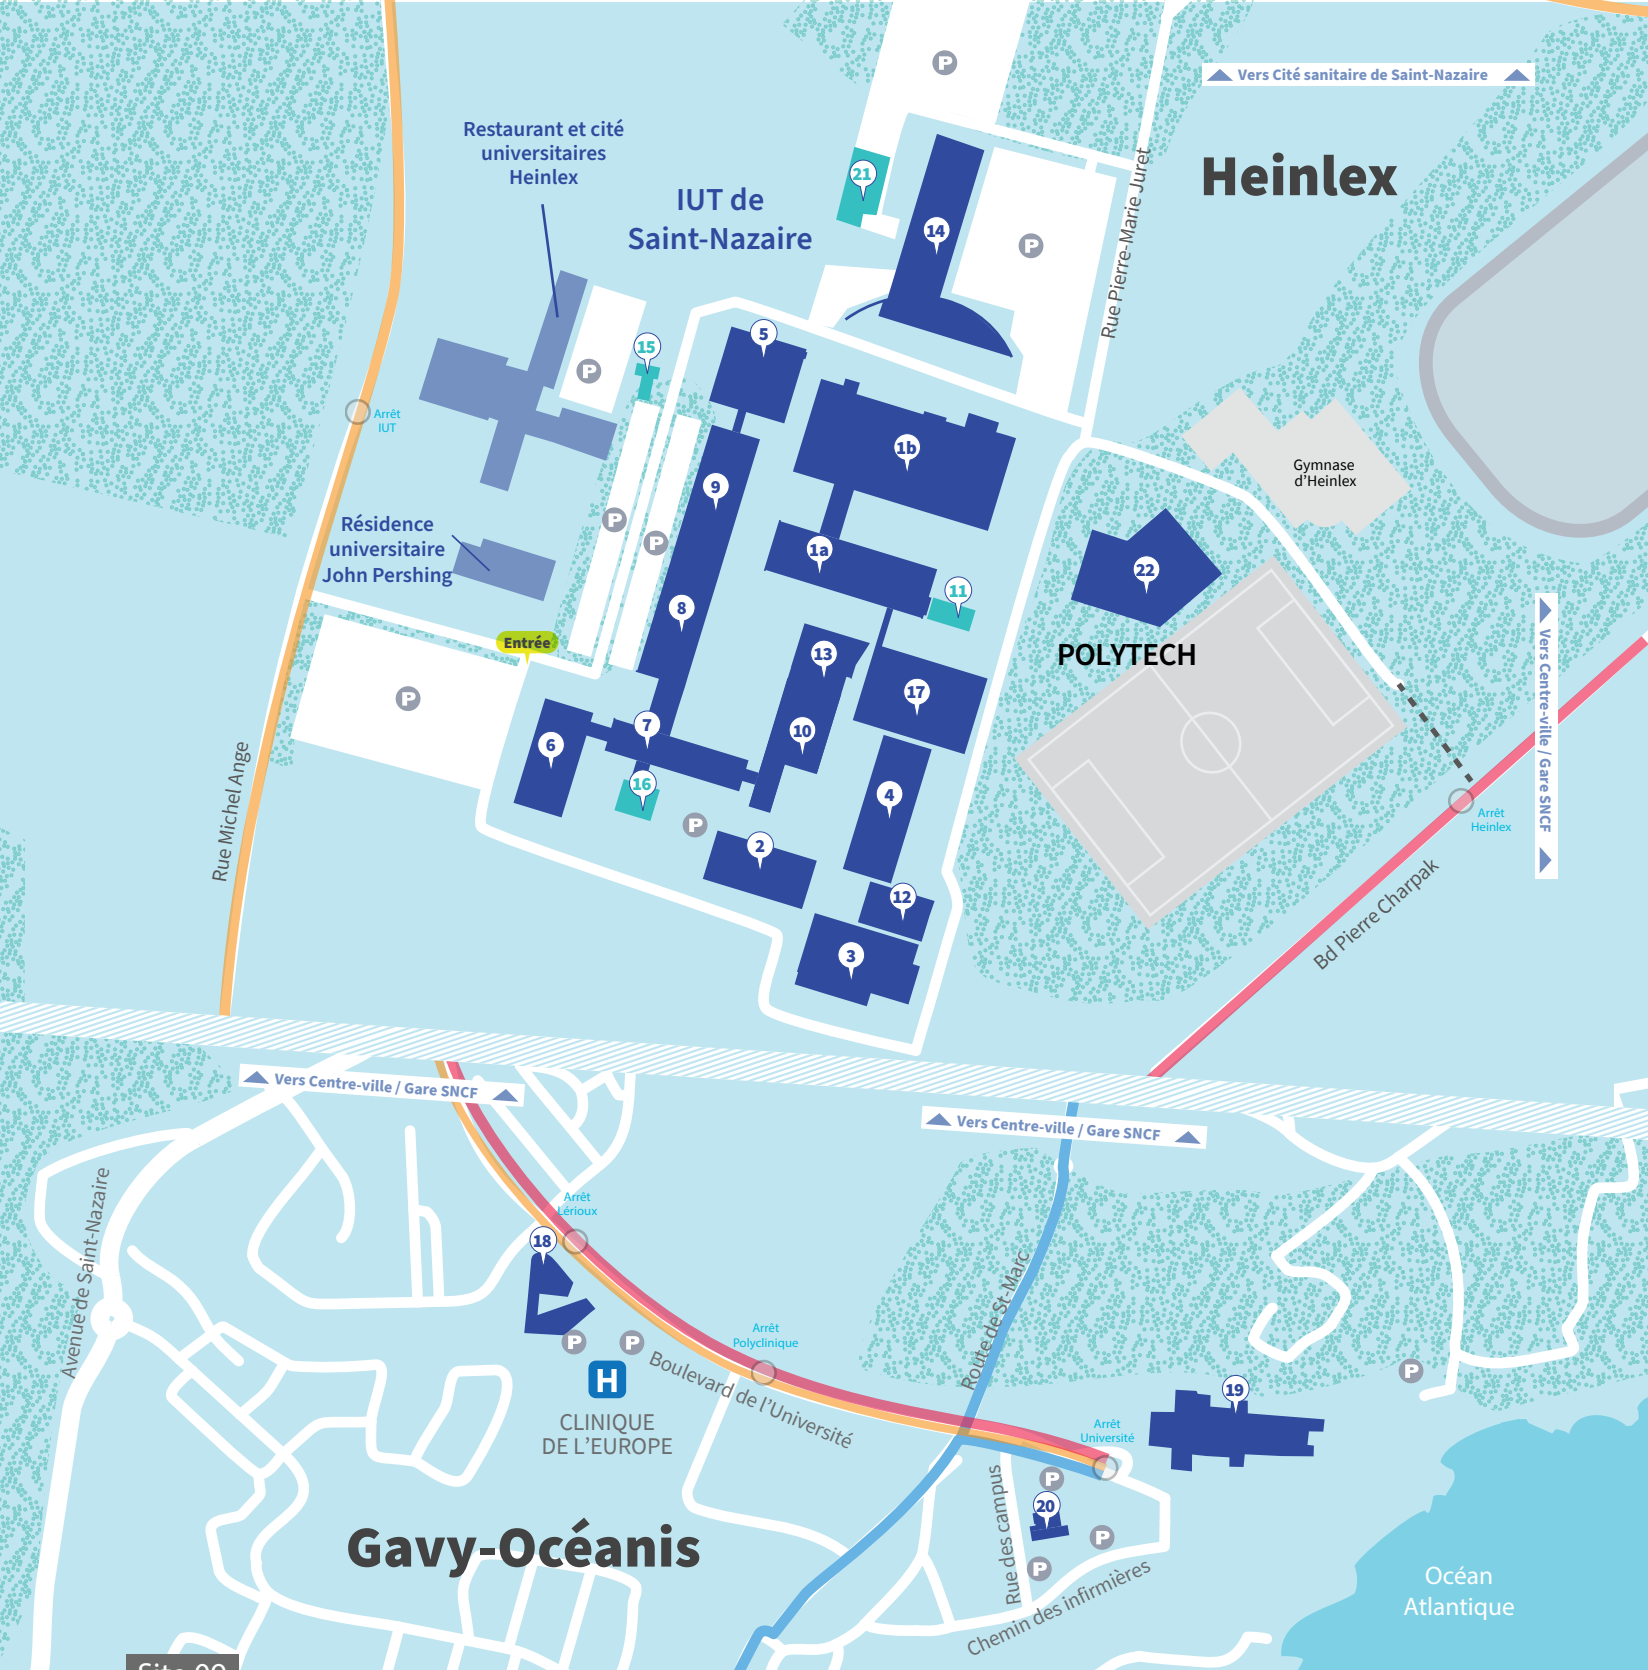 P
Vers Cité sanitaire de Saint-Nazaire
Restaurant et cité
universitaires
Heinlex
Heinlex
21
IUT de
Saint-Nazaire
14
P
Rue Pierre-Marie Juret
5
15
P
Arrêt
IUT
1b
Gymnase
d'Heinlex
9
P
P
Résidence
universitaire
John Pershing
1a
22
11
8
Entrée
13
POLYTECH
Vers Centre-ville / Gare SNCF
17
P
7
6
10
16
4
P
Arrêt
Heinlex
Rue Michel Ange
2
12
Bd Pierre Charpak
3
Vers Centre-ville / Gare SNCF
Vers Centre-ville / Gare SNCF
Avenue de Saint-Nazaire
Arrêt
Lérioux
18
Route de St-Marc
P
P
Arrêt
Polyclinique
H
CLINIQUE
DE L'EUROPE
Boulevard de l'Université
P
19
Arrêt
Université
P
20
P
P
Rue des campus
Chemin des infirmières
Gavy-Océanis
Océan
Atlantique